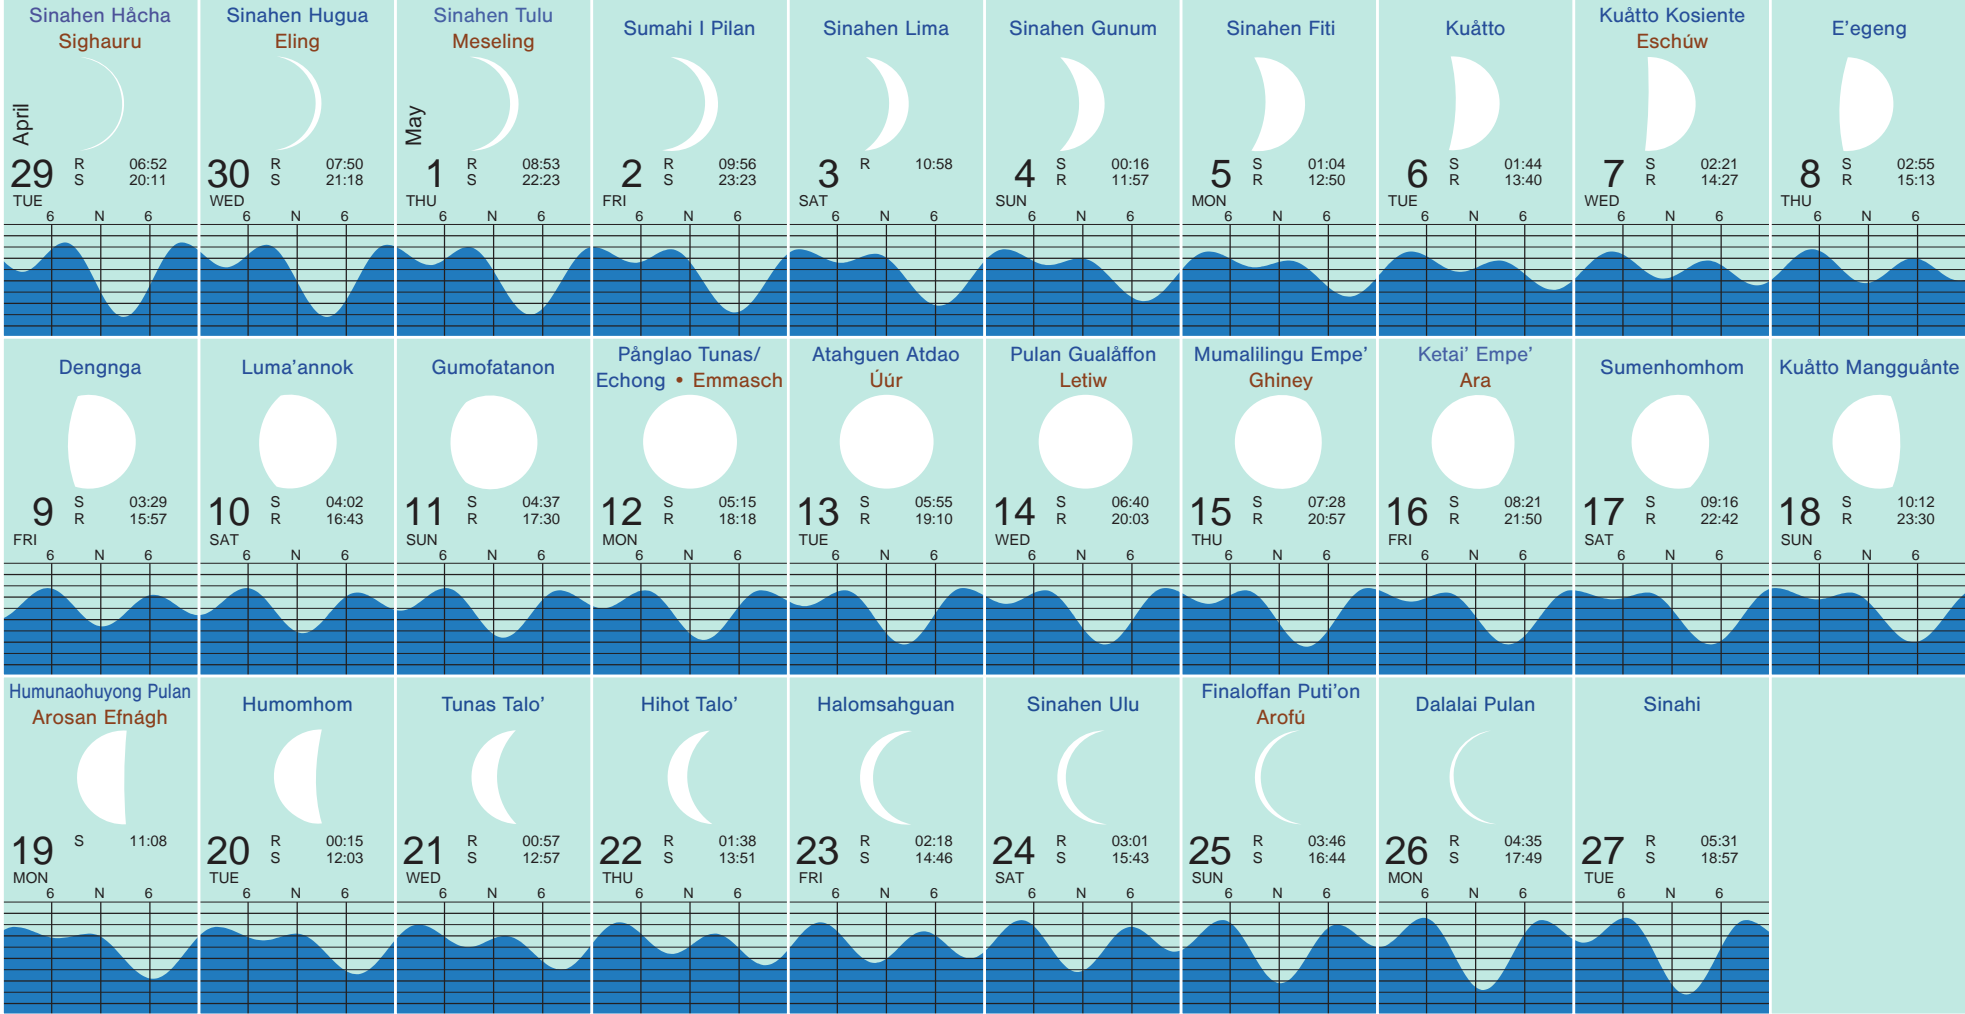 Sinahen Håcha
Sighauru
April
29 R 06:52
S 20:11
TUE
6 N 6
Sinahen Hugua
Eling
30 R 07:50
S 21:18
WED
6 N 6
Sinahen Tulu
Meseling
May
1 R 08:53
S 22:23
THU
6 N 6
Sumahi I Pilan
2 R 09:56
S 23:23
FRI
6 N 6
Sinahen Lima
3 R 10:58
SAT
6 N 6
Sinahen Gunum
4 S 00:16
R 11:57
SUN
6 N 6
Sinahen Fiti
5 S 01:04
R 12:50
MON
6 N 6
Kuåtto
6 S 01:44
R 13:40
TUE
6 N 6
Kuåtto Kosiente
Eschúw
7 S 02:21
R 14:27
WED
6 N 6
E'egeng
8 S 02:55
R 15:13
THU
6 N 6
Dengnga
9 S 03:29
R 15:57
FRI
6 N 6
Luma'annok
10 S 04:02
R 16:43
SAT
6 N 6
Gumofatanon
11 S 04:37
R 17:30
SUN
6 N 6
Pånglao Tunas/
Echong • Emmasch
12 S 05:15
R 18:18
MON
6 N 6
Atahguen Atdao
Úúr
13 S 05:55
R 19:10
TUE
6 N 6
Pulan Gualåffon
Letiw
14 S 06:40
R 20:03
WED
6 N 6
Mumalilingu Empe'
Ghiney
15 S 07:28
R 20:57
THU
6 N 6
Ketai' Empe'
Ara
16 S 08:21
R 21:50
FRI
6 N 6
Sumenhomhom
17 S 09:16
R 22:42
SAT
6 N 6
Kuåtto Mangguånte
18 S 10:12
R 23:30
SUN
6 N 6
Humunaohuyong Pulan
Arosan Efnágh
19 S 11:08
MON
6 N 6
Humomhom
20 R 00:15
S 12:03
TUE
6 N 6
Tunas Talo'
21 R 00:57
S 12:57
WED
6 N 6
Hihot Talo'
22 R 01:38
S 13:51
THU
6 N 6
Halomsahguan
23 R 02:18
S 14:46
FRI
6 N 6
Sinahen Ulu
24 R 03:01
S 15:43
SAT
6 N 6
Finaloffan Puti'on
Arofú
25 R 03:46
S 16:44
SUN
6 N 6
Dalalai Pulan
26 R 04:35
S 17:49
MON
6 N 6
Sinahi
27 R 05:31
S 18:57
TUE
6 N 6